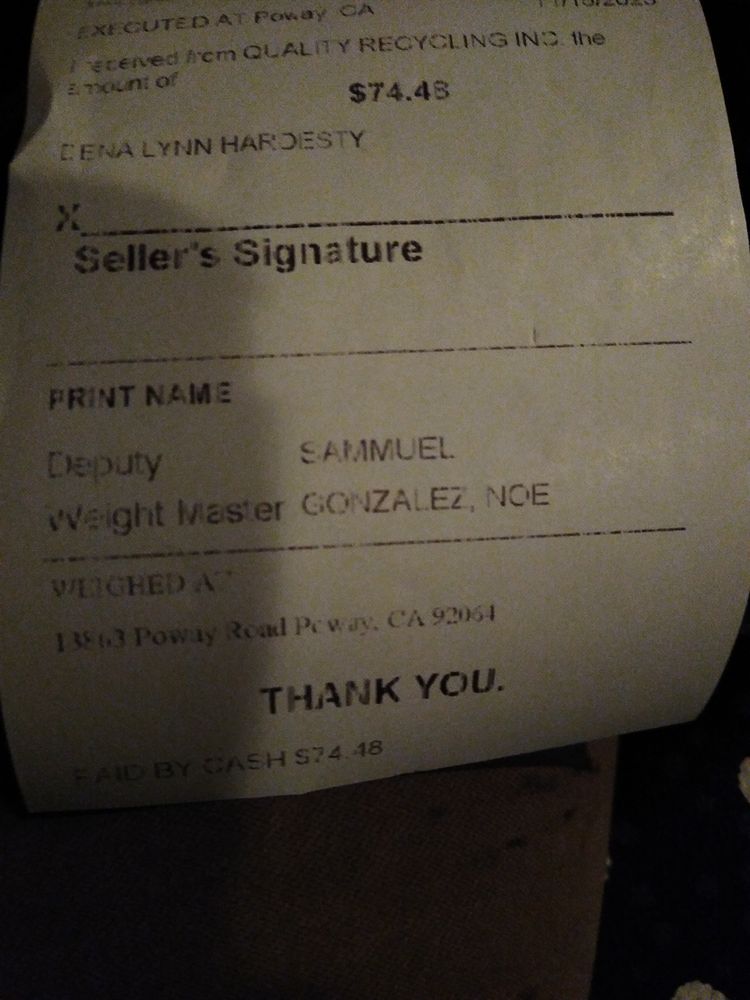 EXECUTED AT Poway CA
received from QUALITY RECYCLING INC. the
amount of
$74.48
DENA LYNN HARDESTY
X
Seller's Signature
PRINT NAME
Deputy SAMMUEL
Weight Master GONZALEZ, NOE
WEIGHED AT
13863 Poway Road Poway, CA 92064
THANK YOU.
PAID BY CASH $74.48